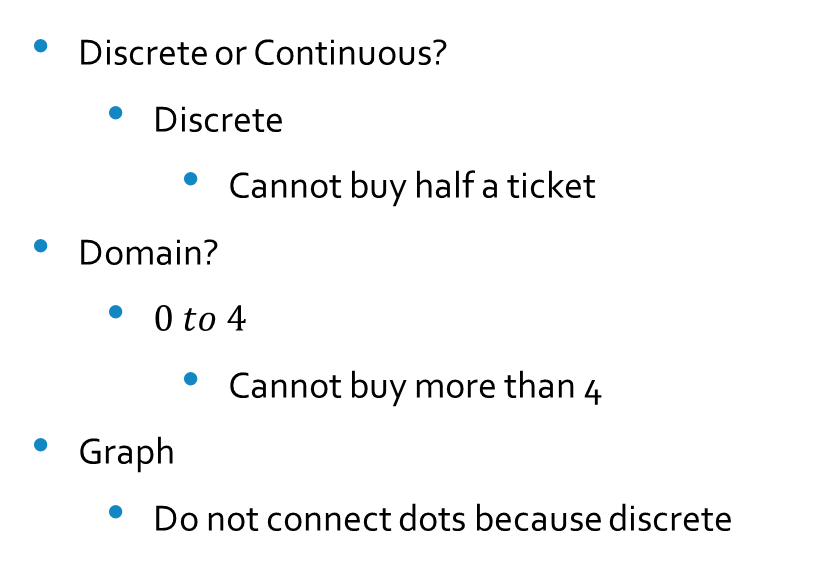 • Discrete or Continuous?
• Discrete
• Cannot buy half a ticket
• Domain?
• 0 to 4
• Cannot buy more than 4
• Graph
• Do not connect dots because discrete